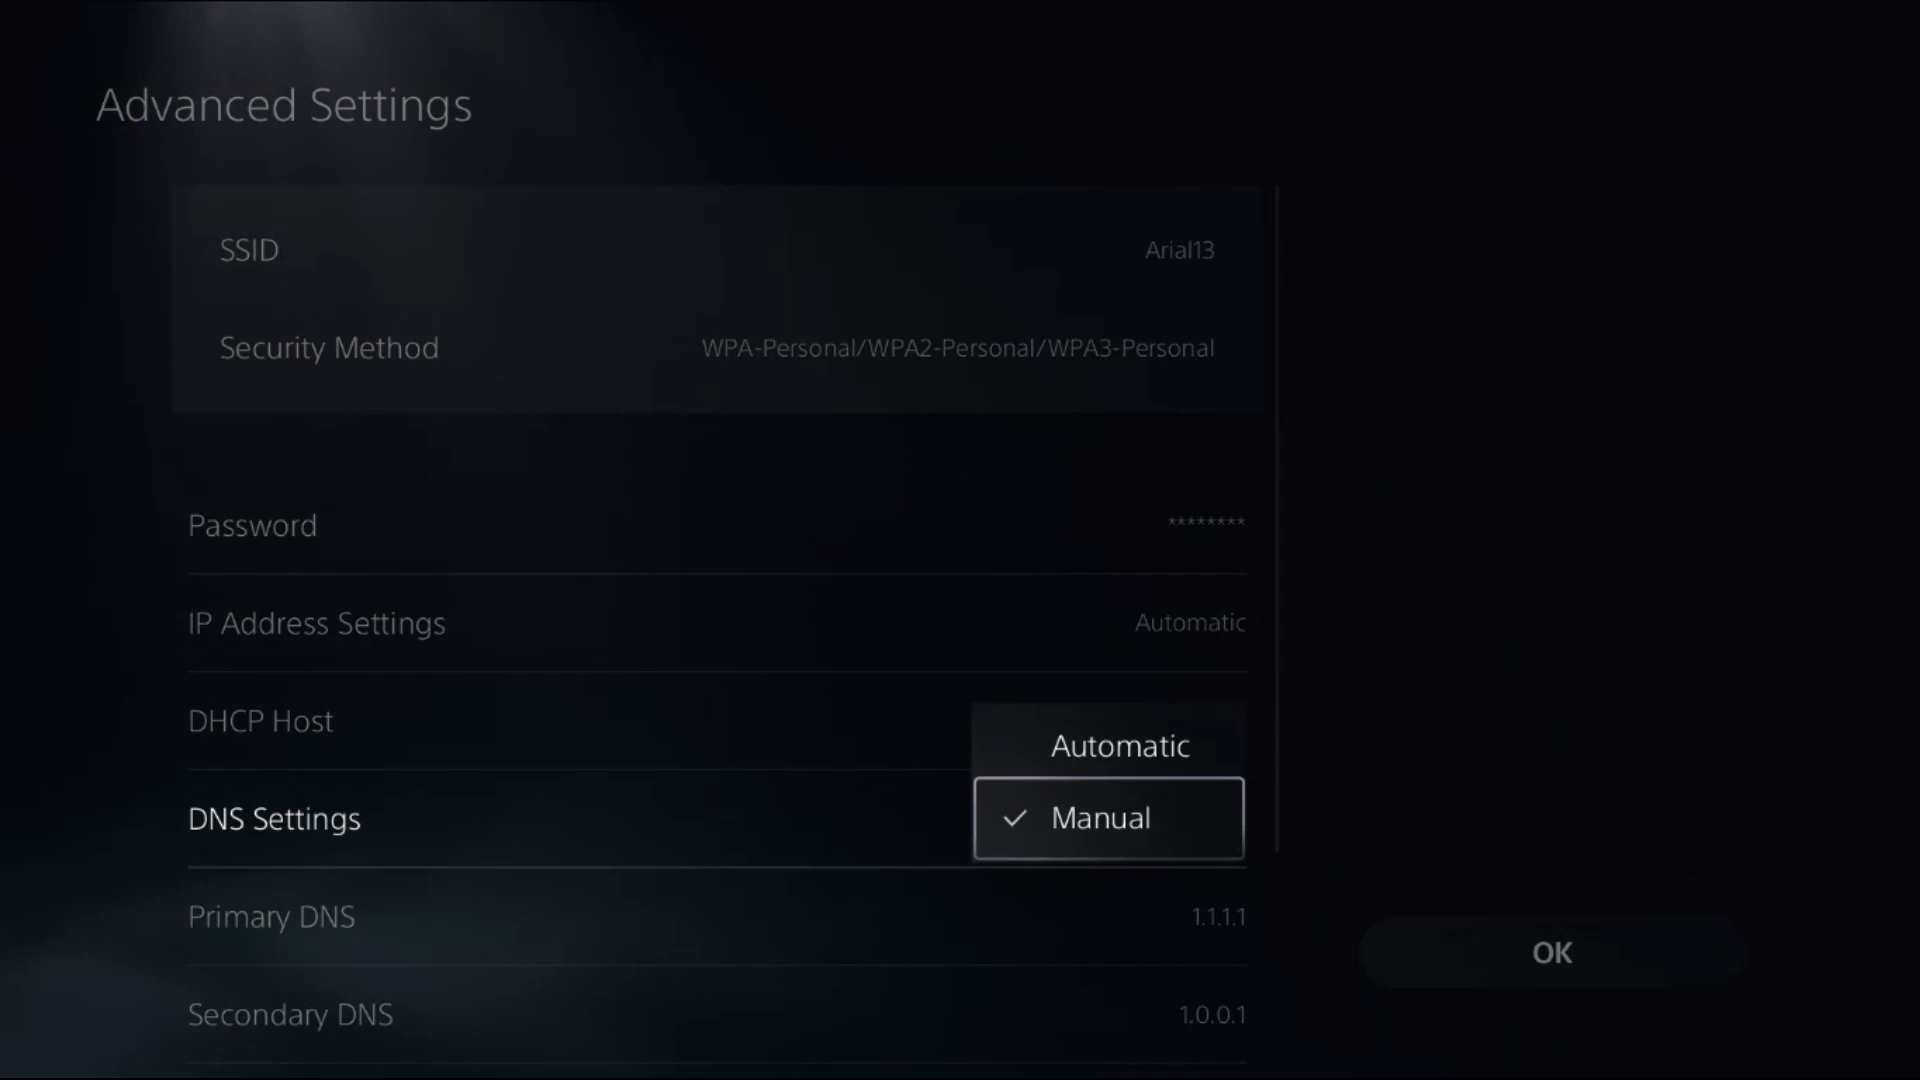 Advanced Settings
SSID Arial13
Security Method WPA-Personal/WPA2-Personal/WPA3-Personal
Password ********
IP Address Settings Automatic
DHCP Host
Automatic
DNS Settings Manual
Primary DNS 1.1.1.1
OK
Secondary DNS 1.0.0.1